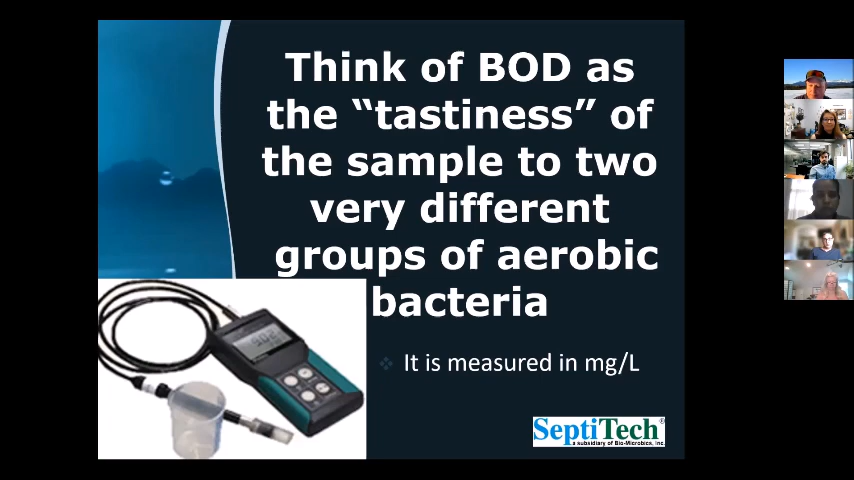 Think of BOD as
the “tastiness” of
the sample to two
very different
groups of aerobic
bacteria
It is measured in mg/L
SeptiTech®
a subsidiary of Bio-Microbics, Inc.